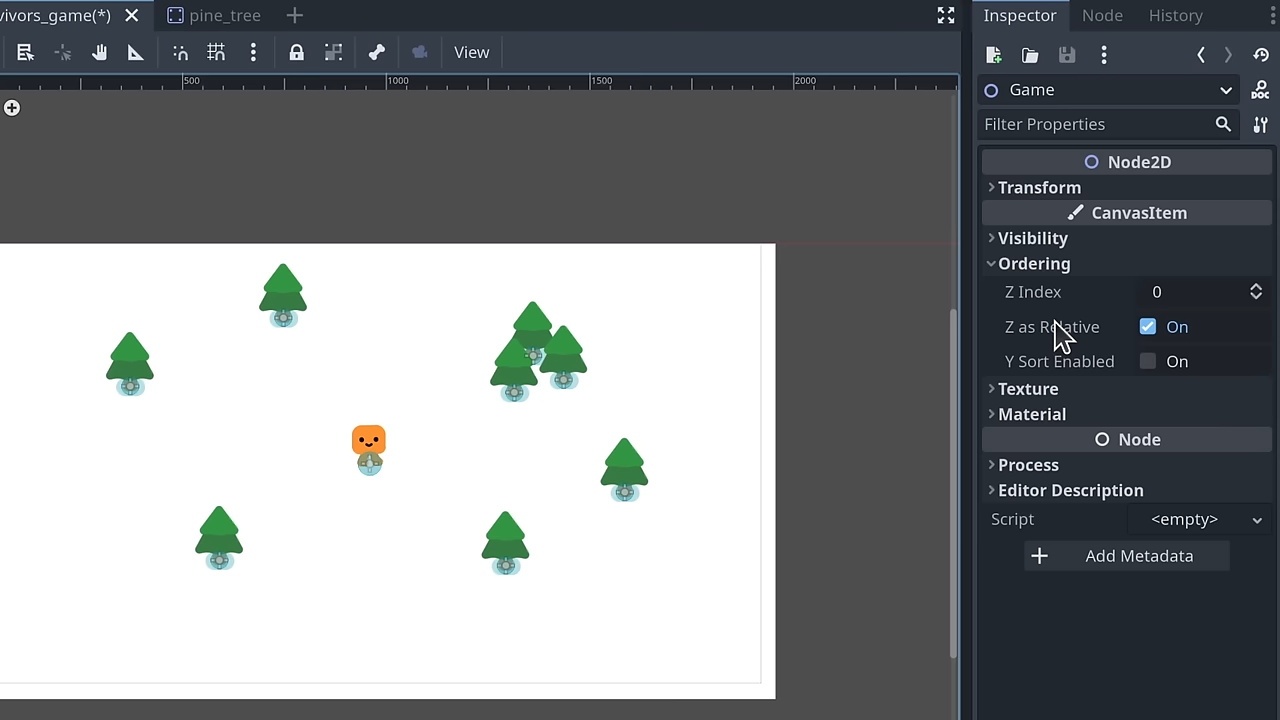 vivors_game(*)
pine_tree
Inspector
Node
History
View
500
1000
1500
2000
Game
DOC
Filter Properties
Node2D
Transform
CanvasItem
Visibility
Ordering
Z Index
0
Z as Relative
On
Y Sort Enabled
On
Texture
Material
Node
Process
Editor Description
Script
<empty>
Add Metadata